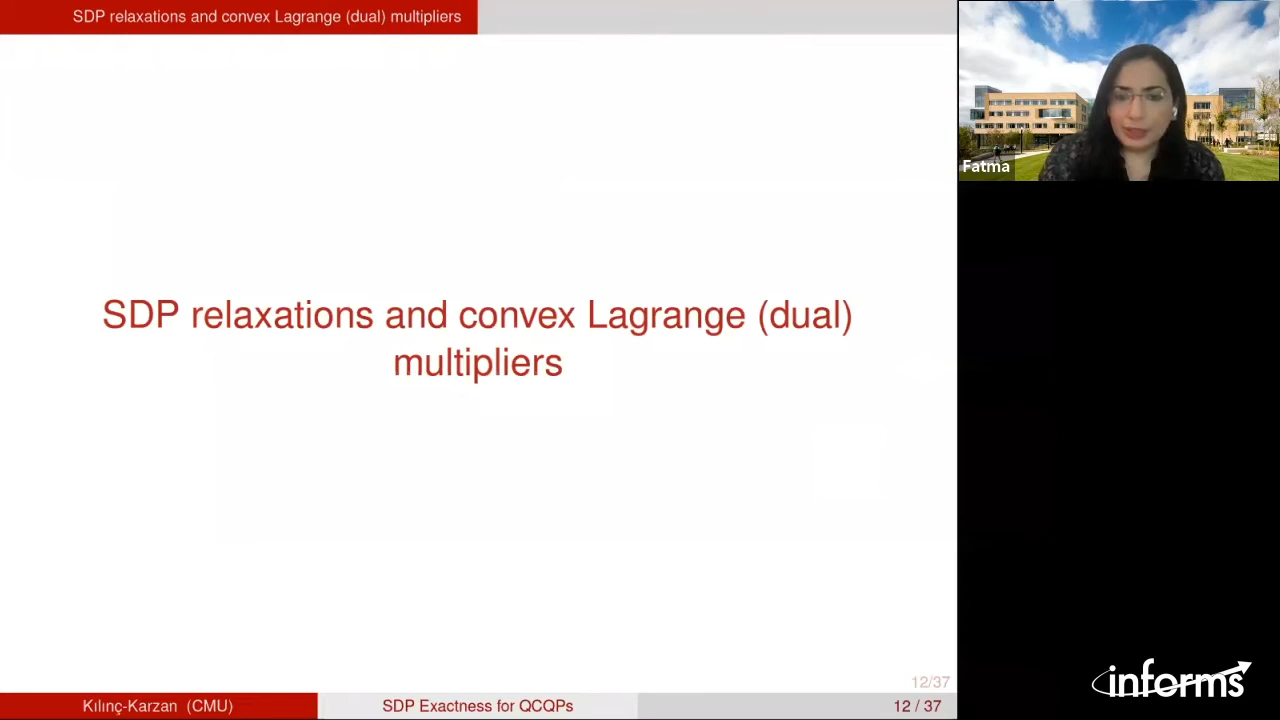 SDP relaxations and convex Lagrange (dual) multipliers
Fatma
SDP relaxations and convex Lagrange (dual)
multipliers
12/37
Kılınç-Karzan (CMU)
SDP Exactness for QCQPs
12 / 37
informs